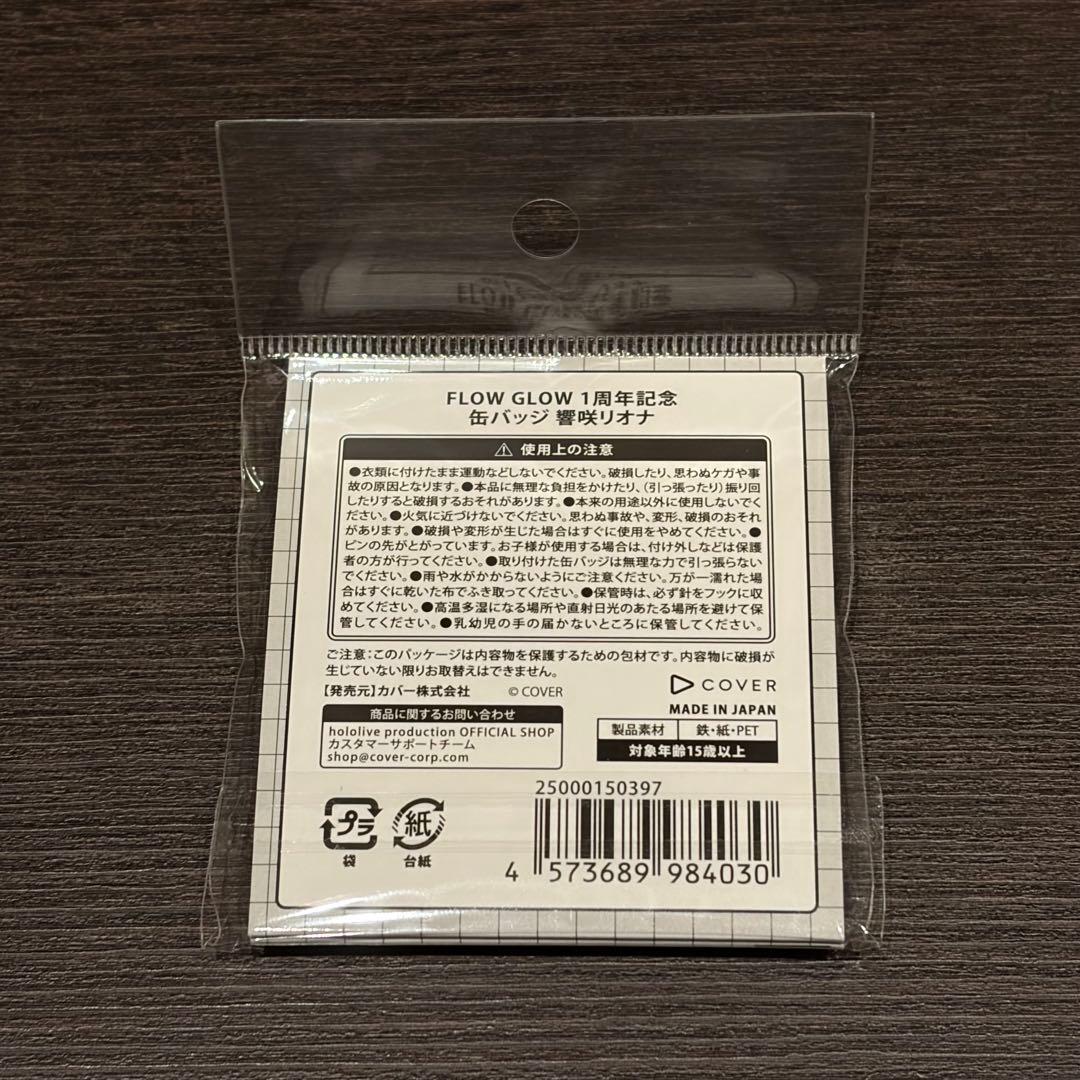 FLOW GLOW 1周年記念
缶バッジ 響咲リオナ
使用上の注意
●衣類に付けたまま運動などしないでください。破損したり、思わぬケガや事
故の原因となります。●本品に無理な負担をかけたり、(引っ張ったり)振り回
したりすると破損するおそれがあります。●本来の用途以外に使用しないでく
ださい。●火気に近づけないでください。思わぬ事故や、変形、破損のおそれ
があります。●破損や変形が生じた場合はすぐに使用をやめてください。●
ピンの先がとがっています。お子様が使用する場合は、付け外しなどは保護
者の方が行ってください。●取り付けた缶バッジは無理な力で引っ張らない
でください。●雨や水がかからないようにご注意ください。万が一濡れた場
合はすぐに乾いた布でふき取ってください。●保管時は、必ず針をフックに収
めてください。●高温多湿になる場所や直射日光のあたる場所を避けて保
管してください。●乳幼児の手の届かないところに保管してください。
ご注意:このパッケージは内容物を保護するための包材です。内容物に破損が
生じていない限りお取替えはできません。
【発売元】カバー株式会社 © COVER
COVER
MADE IN JAPAN
商品に関するお問い合わせ
hololive production OFFICIAL SHOP
カスタマーサポートチーム
shop@cover-corp.com
製品素材 鉄・紙・PET
対象年齢15歳以上
25000150397
プラ 紙
袋 台紙
4 573689 984030